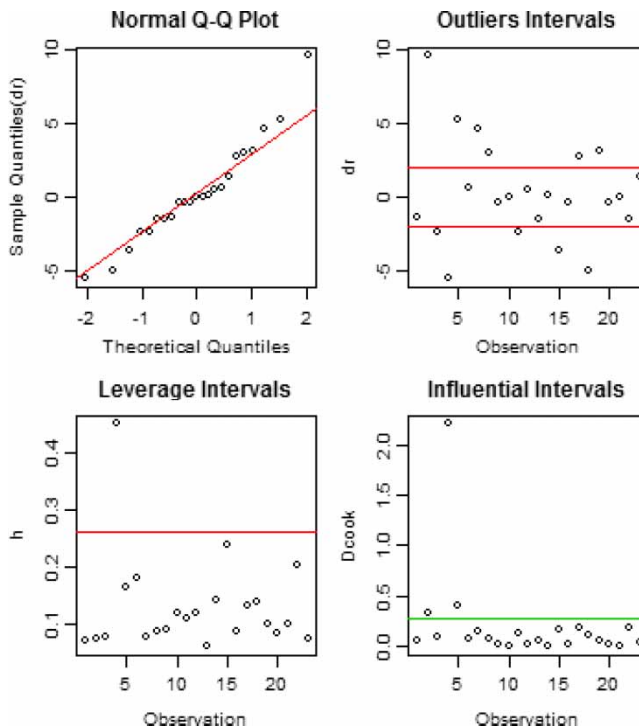 Normal Q-Q Plot
Sample Quantiles(dr)
10
5
0
-5
-2 -1 0 1 2
Theoretical Quantiles
Outliers Intervals
dr
10
5
0
-5
5 10 15 20
Observation
Leverage Intervals
h
0.4
0.3
0.2
0.1
5 10 15 20
Observation
Influential Intervals
Dcook
2.0
1.5
1.0
0.5
0.0
5 10 15 20
Observation